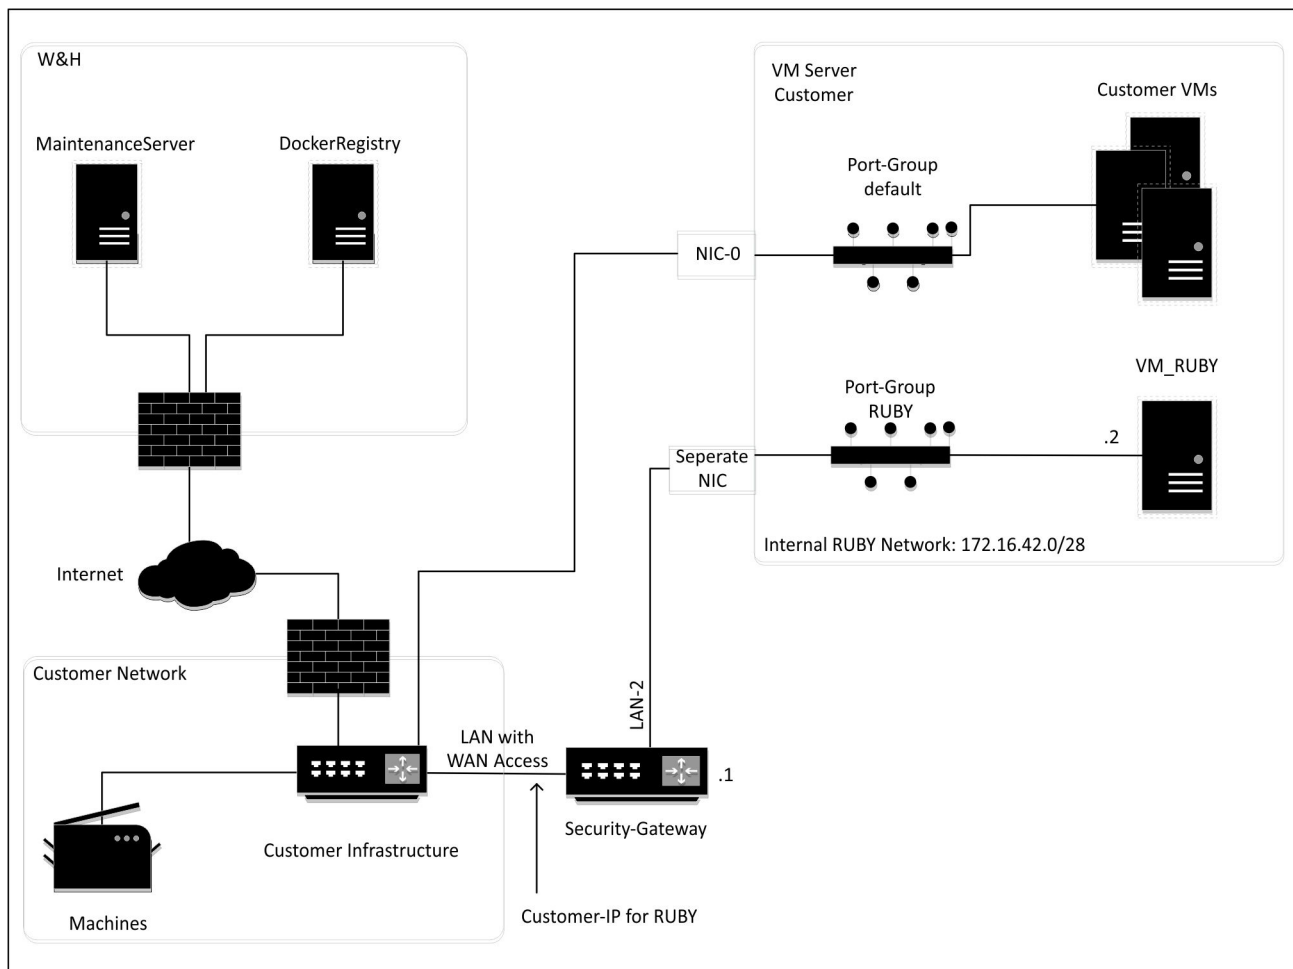 W&H
MaintenanceServer
DockerRegistry
Internet
Customer Network
Customer Infrastructure
Machines
LAN with
WAN Access
Customer-IP for RUBY
Security-Gateway
.1
LAN-2
VM Server
Customer
Customer VMs
Port-Group
default
NIC-0
VM_RUBY
Port-Group
RUBY
.2
Seperate
NIC
Internal RUBY Network: 172.16.42.0/28